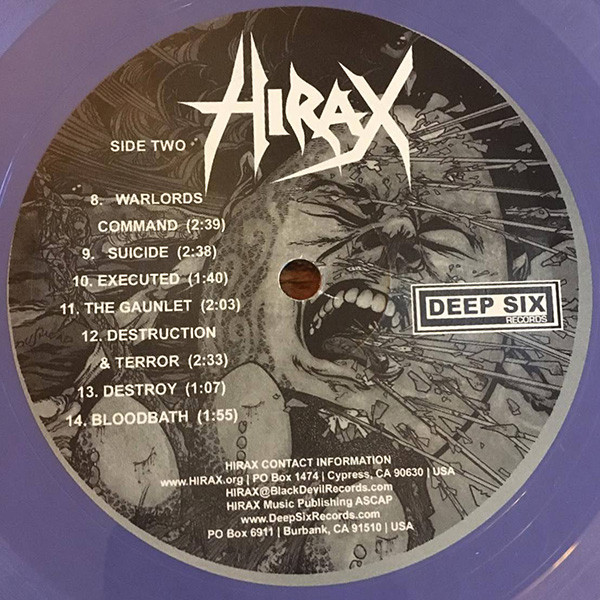 HIRAX
SIDE TWO
8. WARLORDS
COMMAND (2:39)
9. SUICIDE (2:38)
10. EXECUTED (1:40)
11. THE GAUNLET (2:03)
12. DESTRUCTION
& TERROR (2:33)
13. DESTROY (1:07)
14. BLOODBATH (1:55)
DEEP SIX
RECORDS
HIRAX CONTACT INFORMATION
www.HIRAX.org | PO Box 1474 | Cypress, CA 90630 | USA
HIRAX@BlackDevilRecords.com
HIRAX Music Publishing ASCAP
www.DeepSixRecords.com
PO Box 6911 | Burbank, CA 91510 | USA